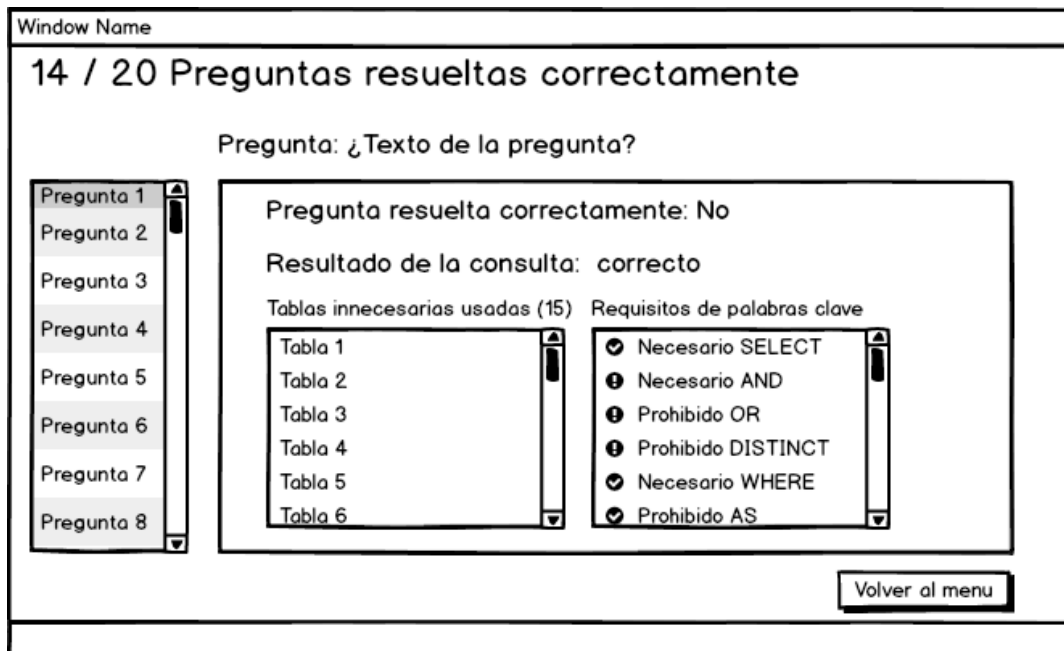 Window Name
14 / 20 Preguntas resueltas correctamente
Pregunta: ¿Texto de la pregunta?
Pregunta 1
Pregunta 2
Pregunta 3
Pregunta 4
Pregunta 5
Pregunta 6
Pregunta 7
Pregunta 8
Pregunta resuelta correctamente: No
Resultado de la consulta: correcto
Tablas innecesarias usadas (15)
Tabla 1
Tabla 2
Tabla 3
Tabla 4
Tabla 5
Tabla 6
Requisitos de palabras clave
Necesario SELECT
Necesario AND
Prohibido OR
Prohibido DISTINCT
Necesario WHERE
Prohibido AS
Volver al menu